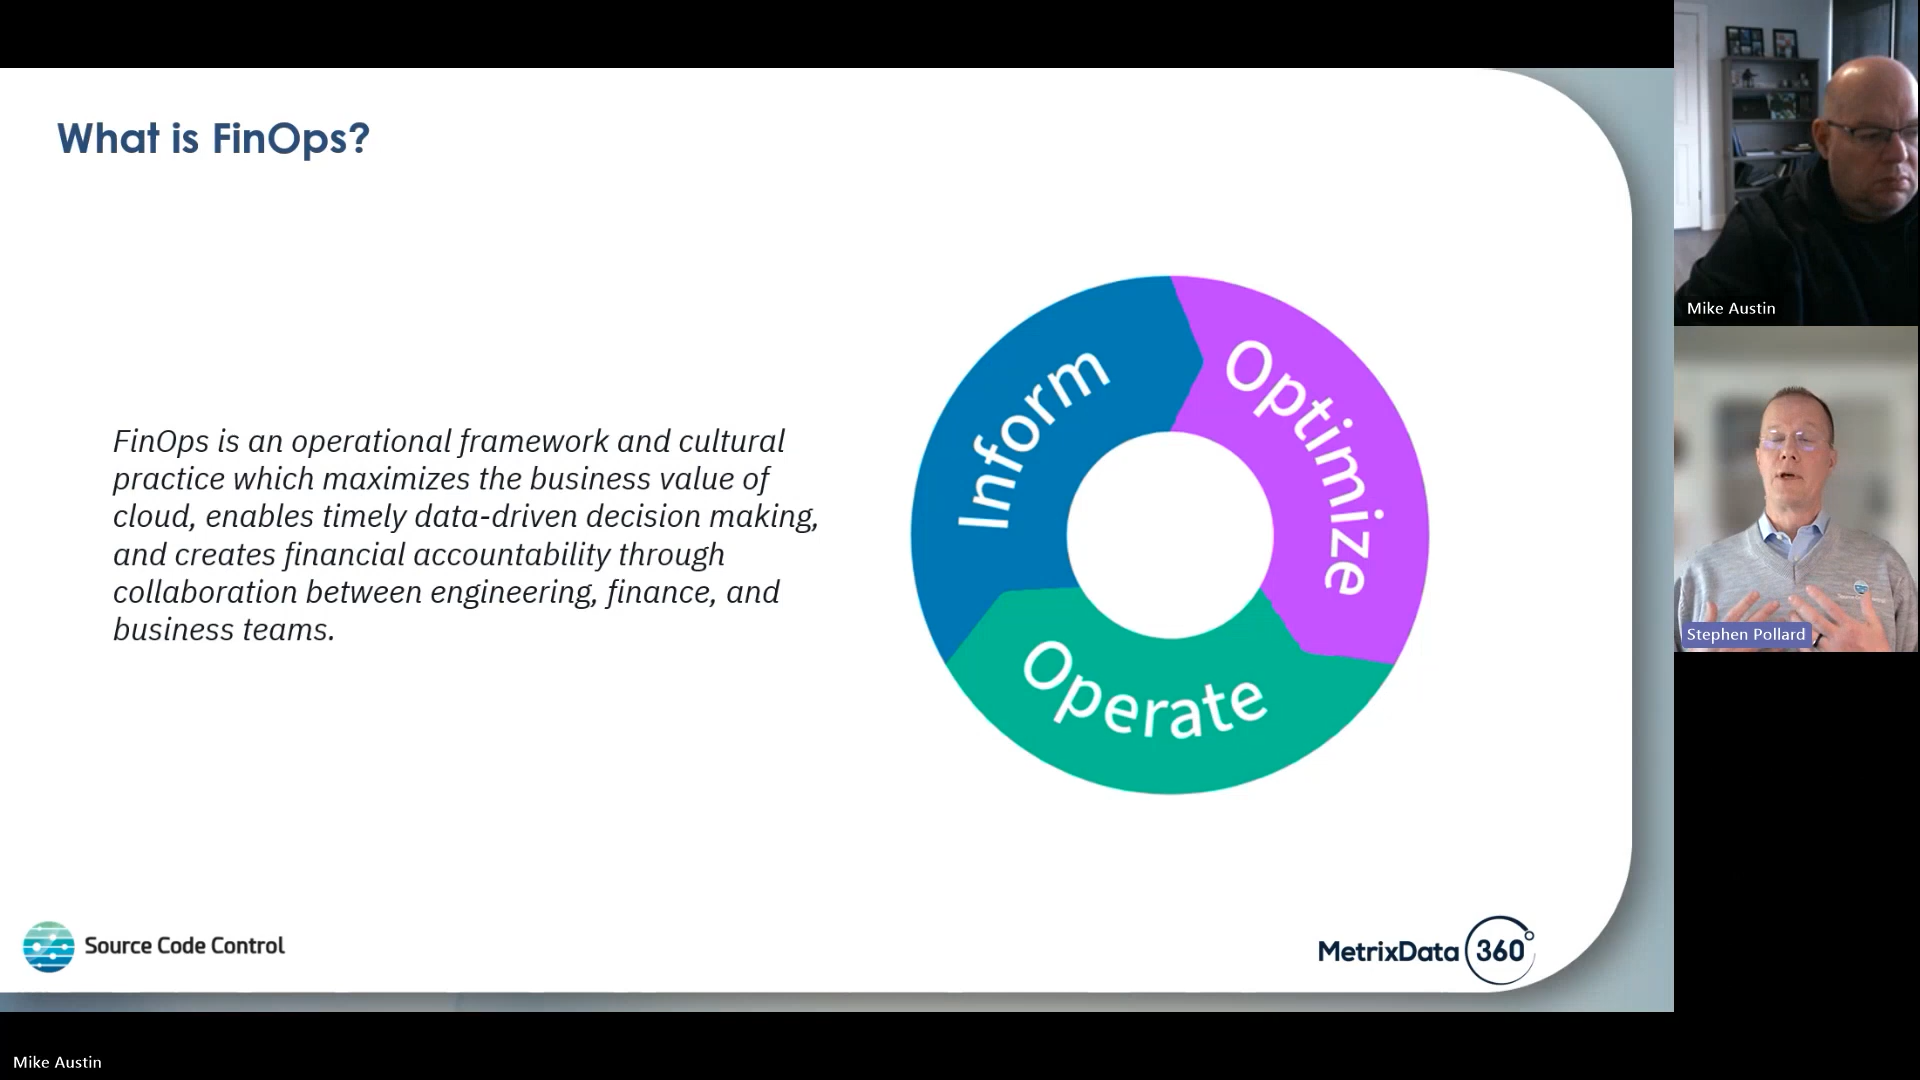 What is FinOps?
FinOps is an operational framework and cultural
practice which maximizes the business value of
cloud, enables timely data-driven decision making,
and creates financial accountability through
collaboration between engineering, finance, and
business teams.
Inform
Optimize
Operate
Source Code Control
MetrixData 360
Mike Austin
Stephen Pollard
Mike Austin